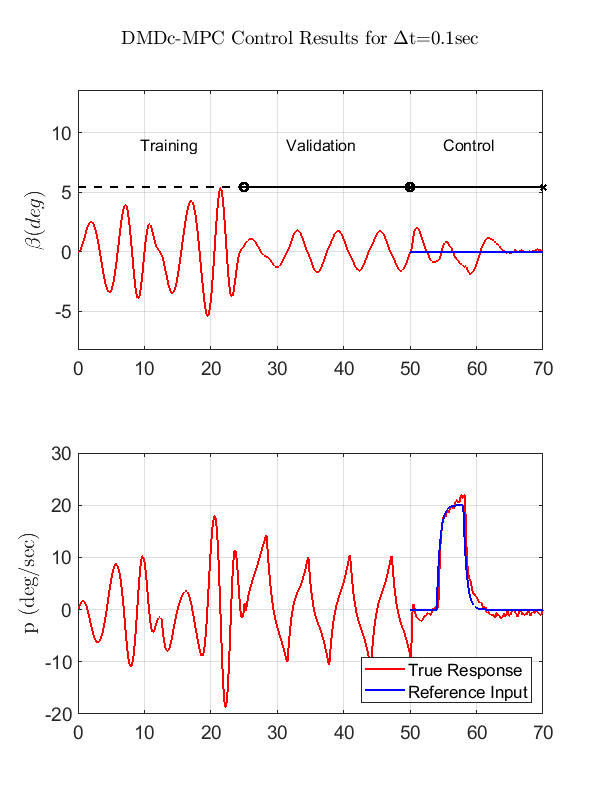 DMDc-MPC Control Results for Δt=0.1sec
10
Training Validation Control
5
β(deg)
0
-5
0 10 20 30 40 50 60 70
30
20
10
p (deg/sec)
0
-10
True Response
Reference Input
-20
0 10 20 30 40 50 60 70